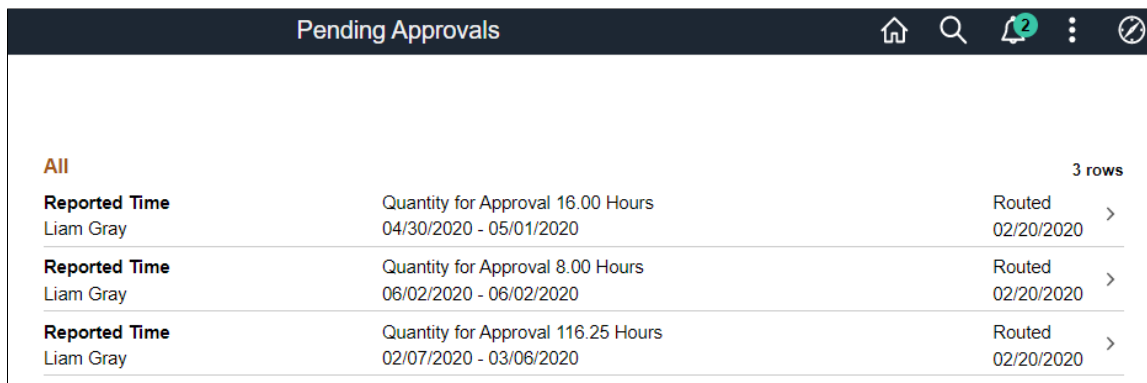 Pending Approvals
2
All
3 rows
Reported Time Quantity for Approval 16.00 Hours Routed
Liam Gray 04/30/2020 - 05/01/2020 02/20/2020
Reported Time Quantity for Approval 8.00 Hours Routed
Liam Gray 06/02/2020 - 06/02/2020 02/20/2020
Reported Time Quantity for Approval 116.25 Hours Routed
Liam Gray 02/07/2020 - 03/06/2020 02/20/2020